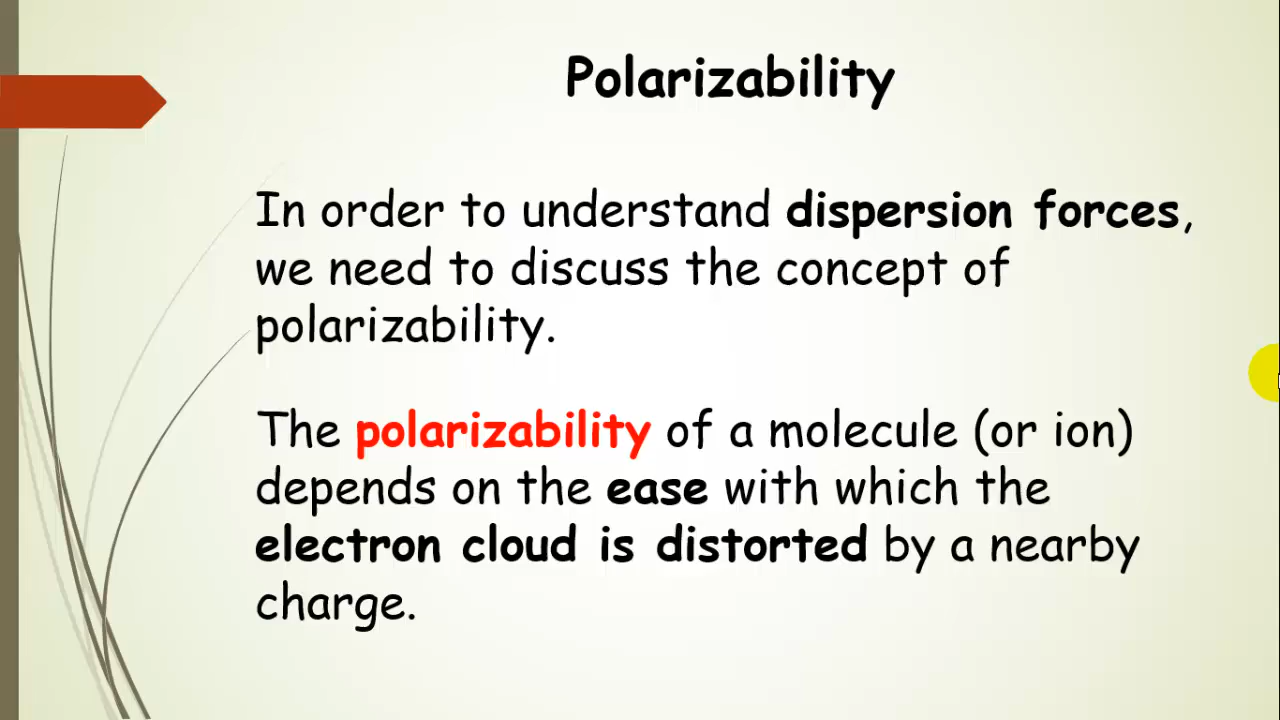 Polarizability
In order to understand dispersion forces,
we need to discuss the concept of
polarizability.
The polarizability of a molecule (or ion)
depends on the ease with which the
electron cloud is distorted by a nearby
charge.